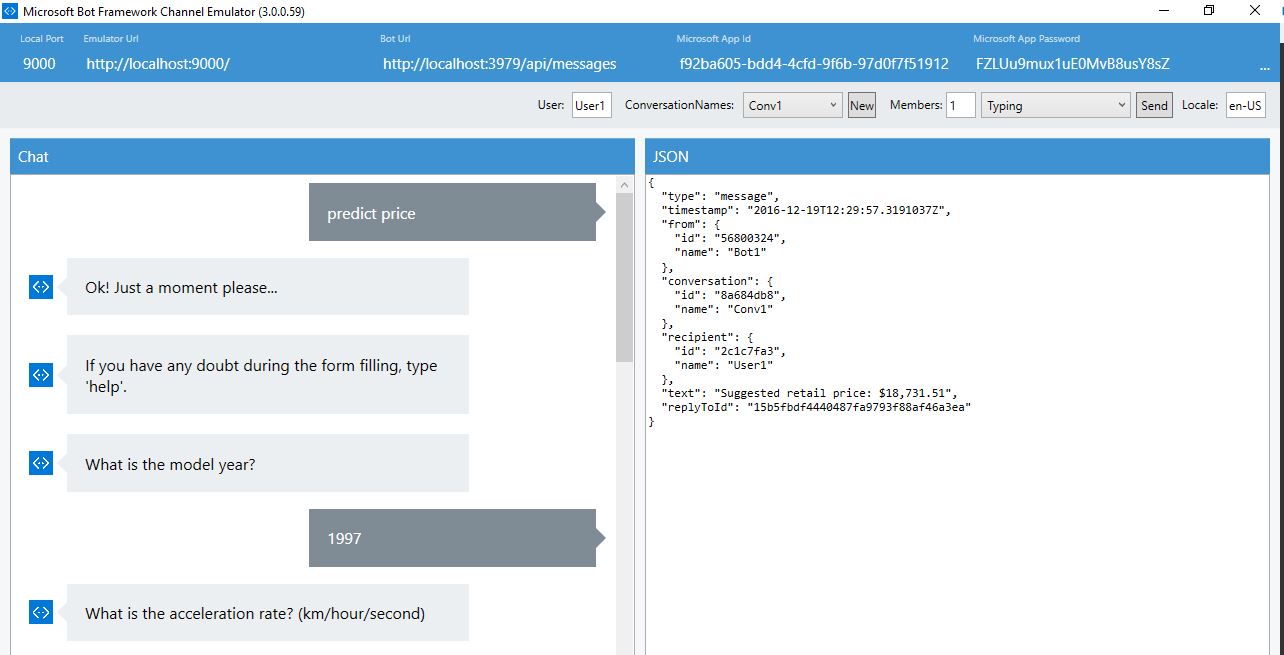 Microsoft Bot Framework Channel Emulator (3.0.0.59)
Local Port Emulator Url Bot Url Microsoft App Id Microsoft App Password
9000 http://localhost:9000/ http://localhost:3979/api/messages f92ba605-bdd4-4cfd-9f6b-97d0f7f51912 FZLUu9mux1uE0MvB8usY8sZ ...
User: User1 ConversationNames: Conv1 New Members: 1 Typing Send Locale: en-US
Chat
predict price
Ok! Just a moment please...
If you have any doubt during the form filling, type
'help'.
What is the model year?
1997
What is the acceleration rate? (km/hour/second)
JSON
{
"type": "message",
"timestamp": "2016-12-19T12:29:57.3191037Z",
"from": {
"id": "56800324",
"name": "Bot1"
},
"conversation": {
"id": "8a684db8",
"name": "Conv1"
},
"recipient": {
"id": "2c1c7fa3",
"name": "User1"
},
"text": "Suggested retail price: $18,731.51",
"replyToId": "15b5fbdf4440487fa9793f88af46a3ea"
}